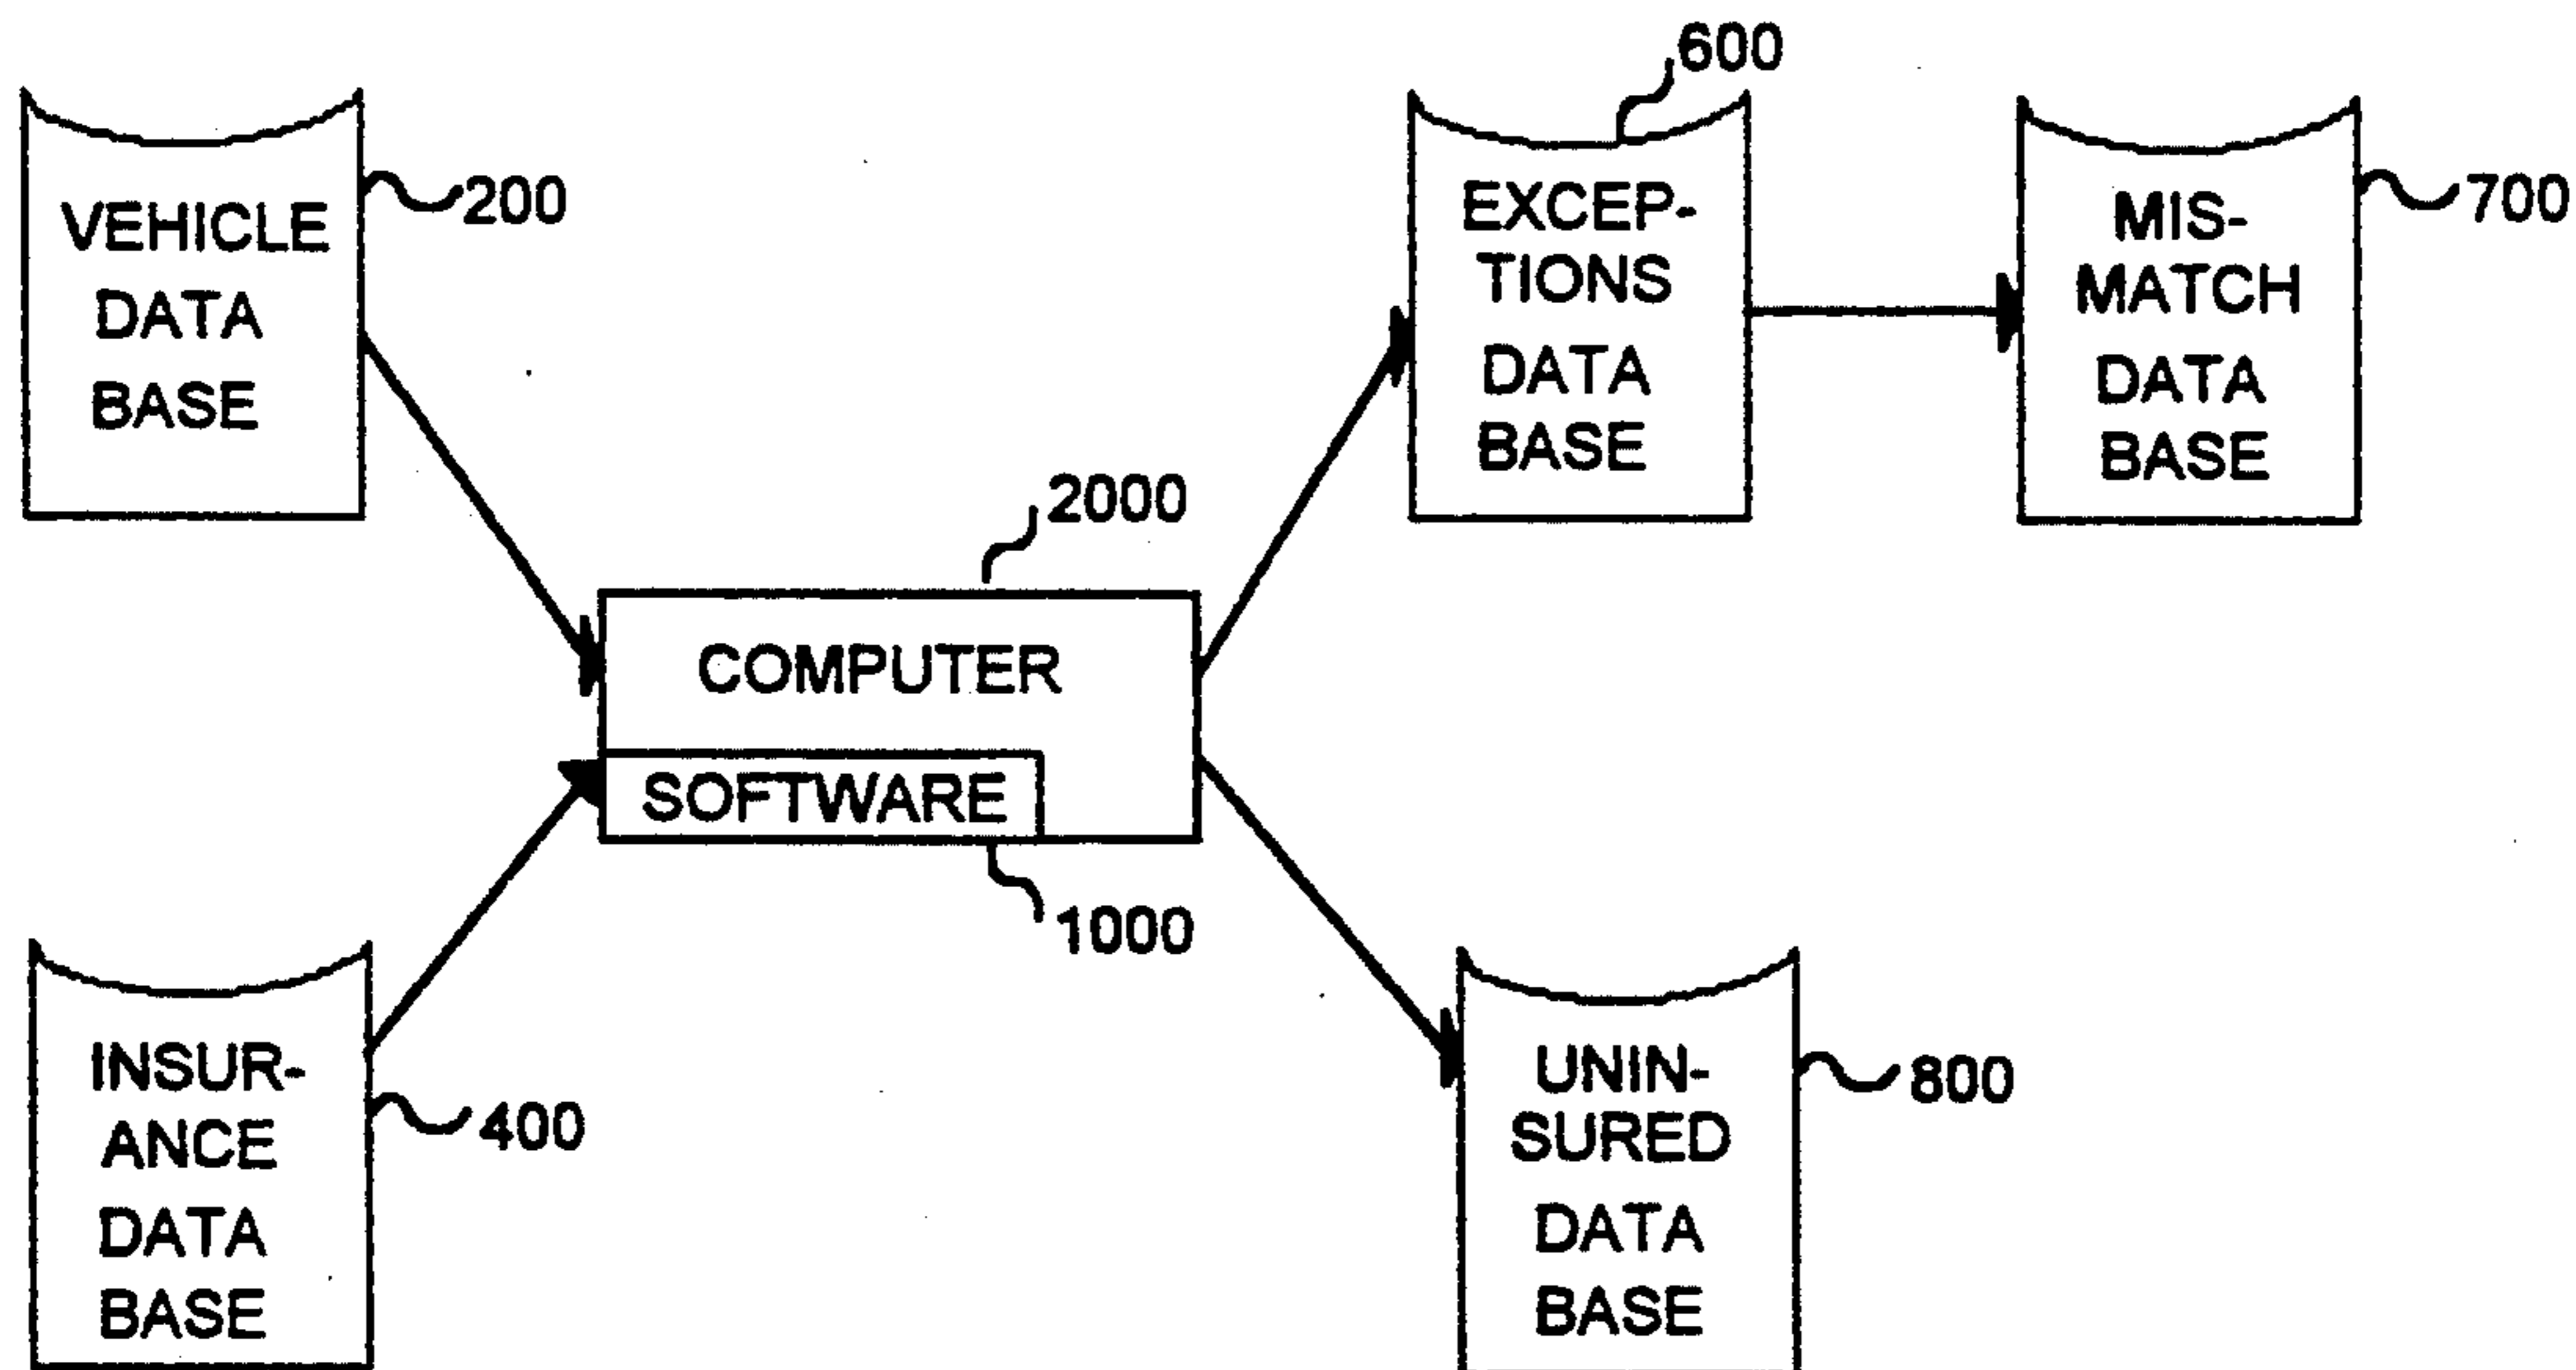 VEHICLE
DATA
BASE
200
INSUR-
ANCE
DATA
BASE
400
2000
COMPUTER
SOFTWARE
1000
600
EXCEP-
TIONS
DATA
BASE
MIS-
MATCH
DATA
BASE
700
UNIN-
SURED
DATA
BASE
800